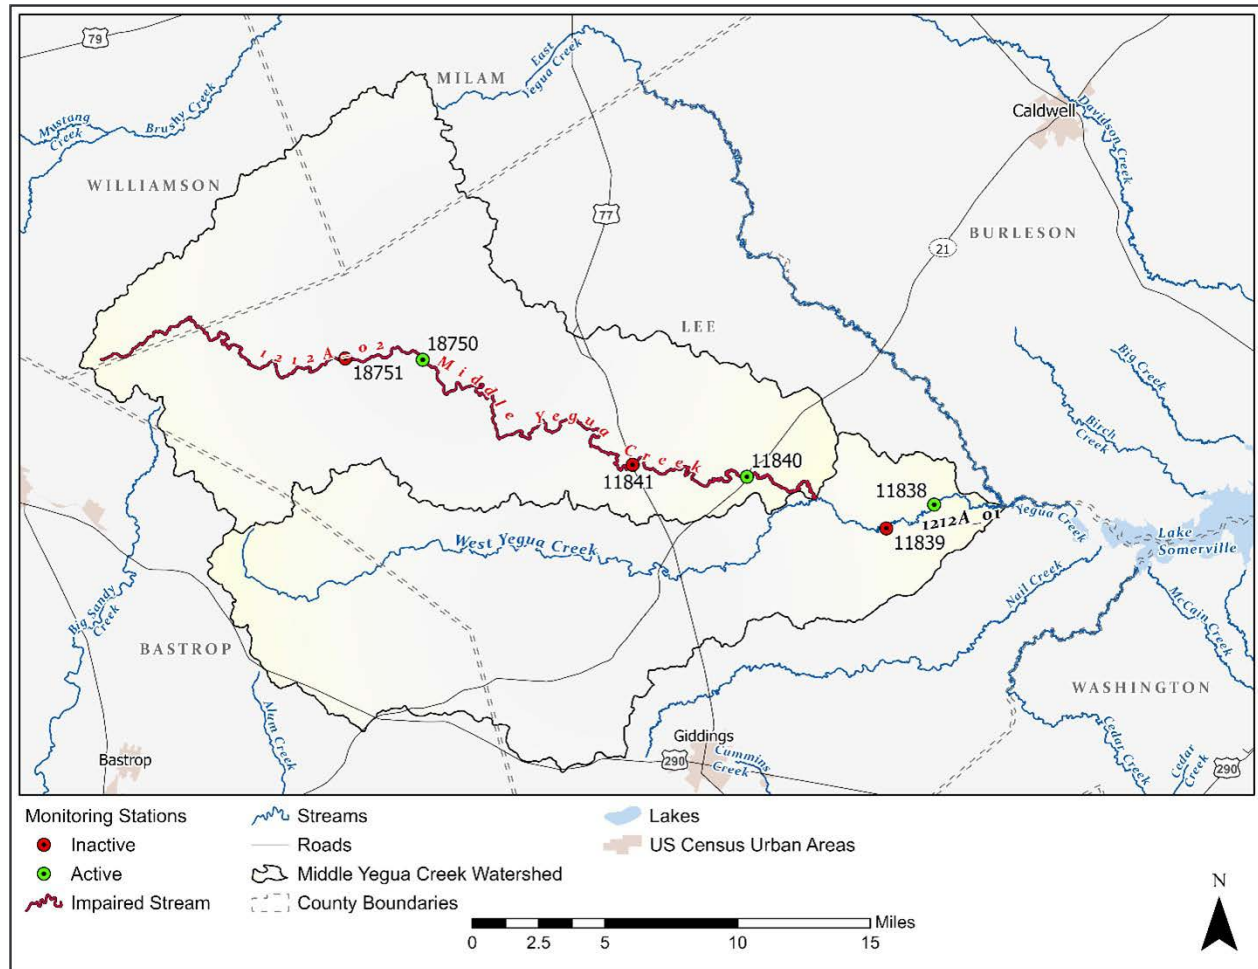 79
MILAM
East
Yegua Creek
Mustang
Creek
Brushy Creek
Caldwell
Davidson Creek
WILLIAMSON
77
21
BURLESON
LEE
1212A_02
18750
18751
Middle Yegua Creek
Big Creek
Birch
Creek
11840
11841
11838
1212A_01
11839
Yegua Creek
Lake
Somerville
West Yegua Creek
Nail Creek
McCain Creek
Big Sandy
Creek
BASTROP
WASHINGTON
Alum Creek
Giddings
Bastrop
290
Cummins
Creek
Cedar Creek
Cedar
Creek
290
Monitoring Stations
Inactive
Active
Impaired Stream
Streams
Roads
Middle Yegua Creek Watershed
County Boundaries
Lakes
US Census Urban Areas
0 2.5 5 10 15 Miles
N